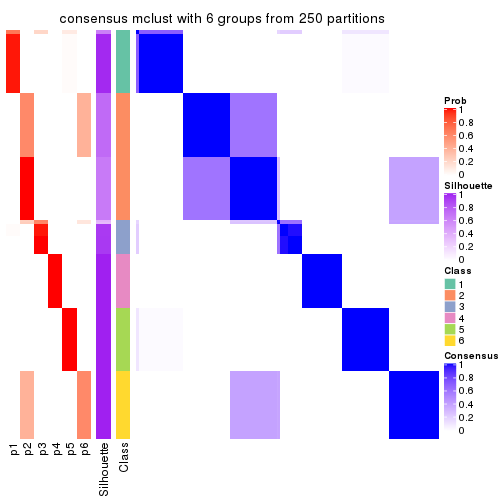 consensus mclust with 6 groups from 250 partitions
Prob
1
0.8
0.6
0.4
0.2
0
Silhouette
1
0.8
0.6
0.4
0.2
0
Class
1
2
3
4
5
6
Consensus
1
0.8
0.6
0.4
0.2
0
p1
p2
p3
p4
p5
p6
Silhouette
Class